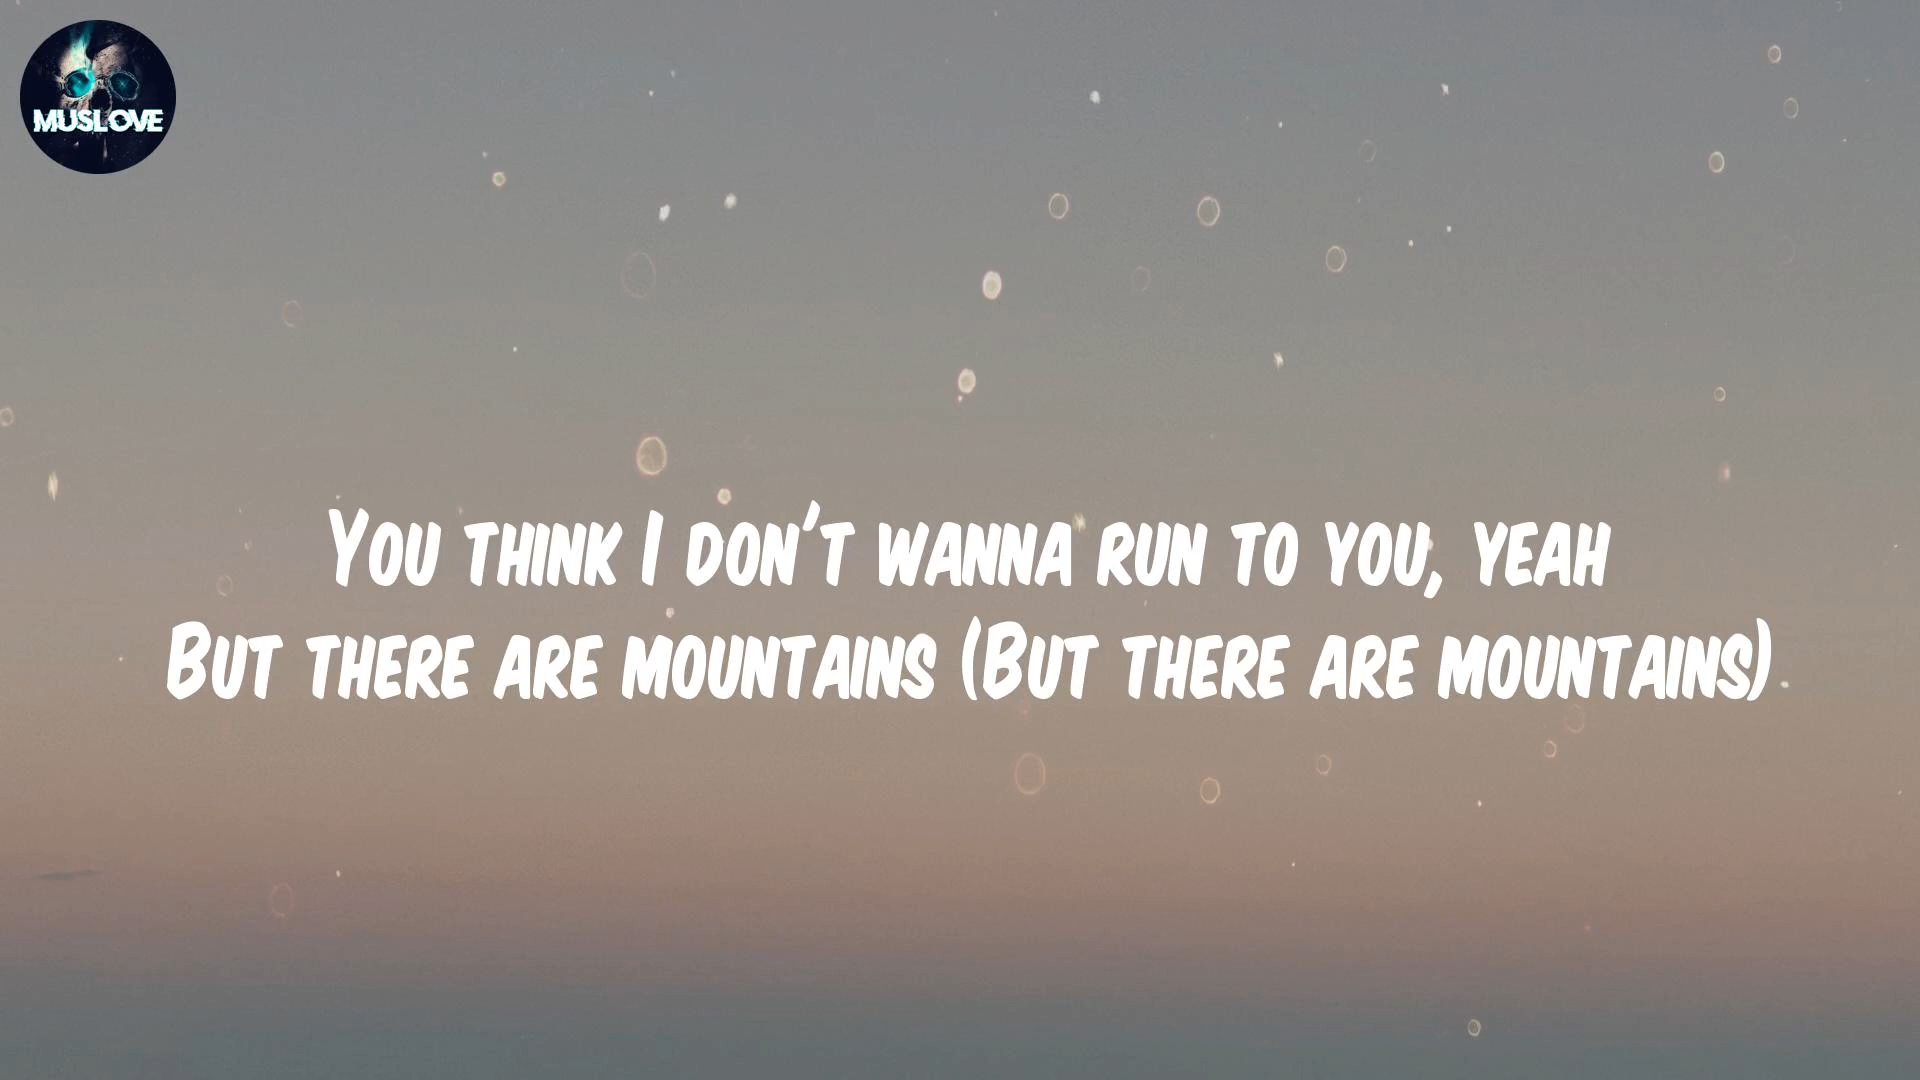 MUSLOVE
You think I don't wanna run to you, yeah
But there are mountains (But there are mountains)